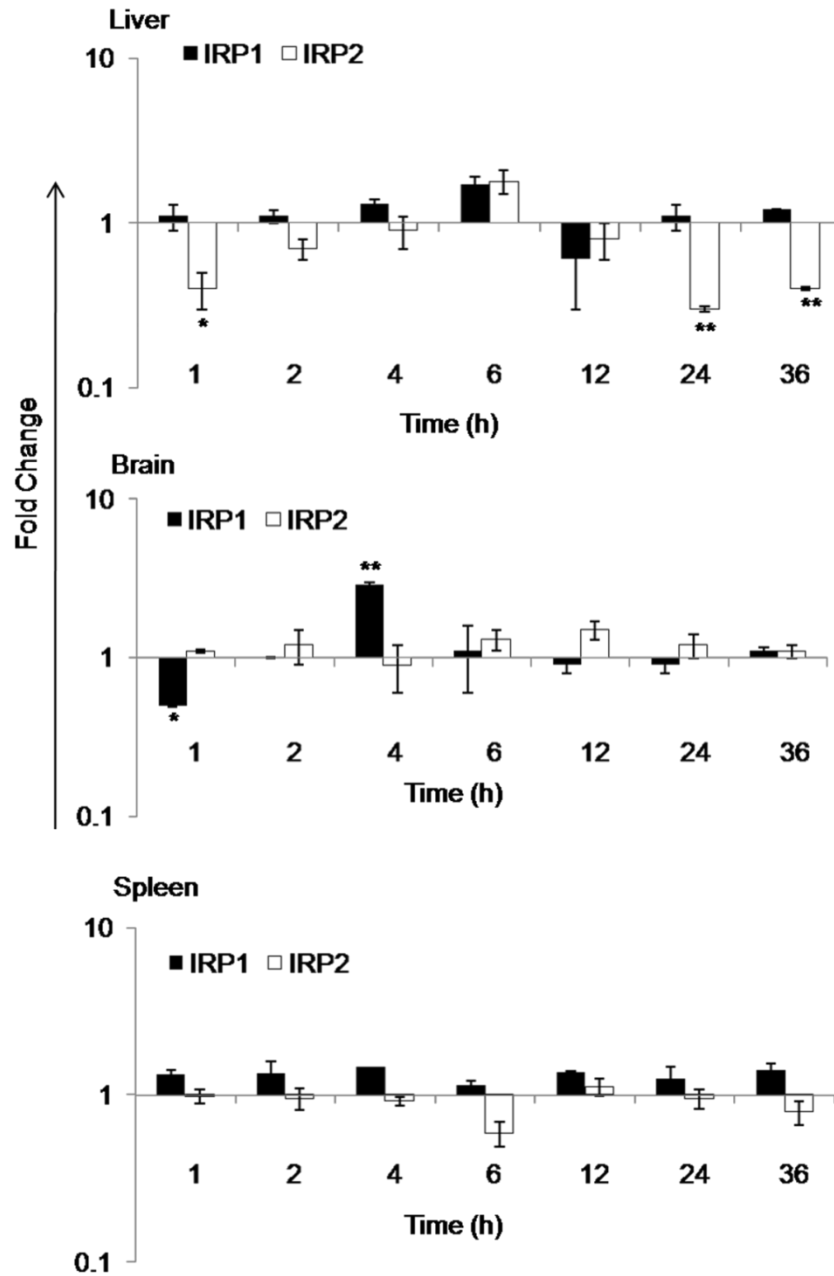 Liver
10
IRP1 IRP2
1
* ** **
1 2 4 6 12 24 36
0.1
Time (h)
Fold Change
Brain
10
IRP1 IRP2
**
1
*
1 2 4 6 12 24 36
Time (h)
0.1
Spleen
10
IRP1 IRP2
1
1 2 4 6 12 24 36
Time (h)
0.1